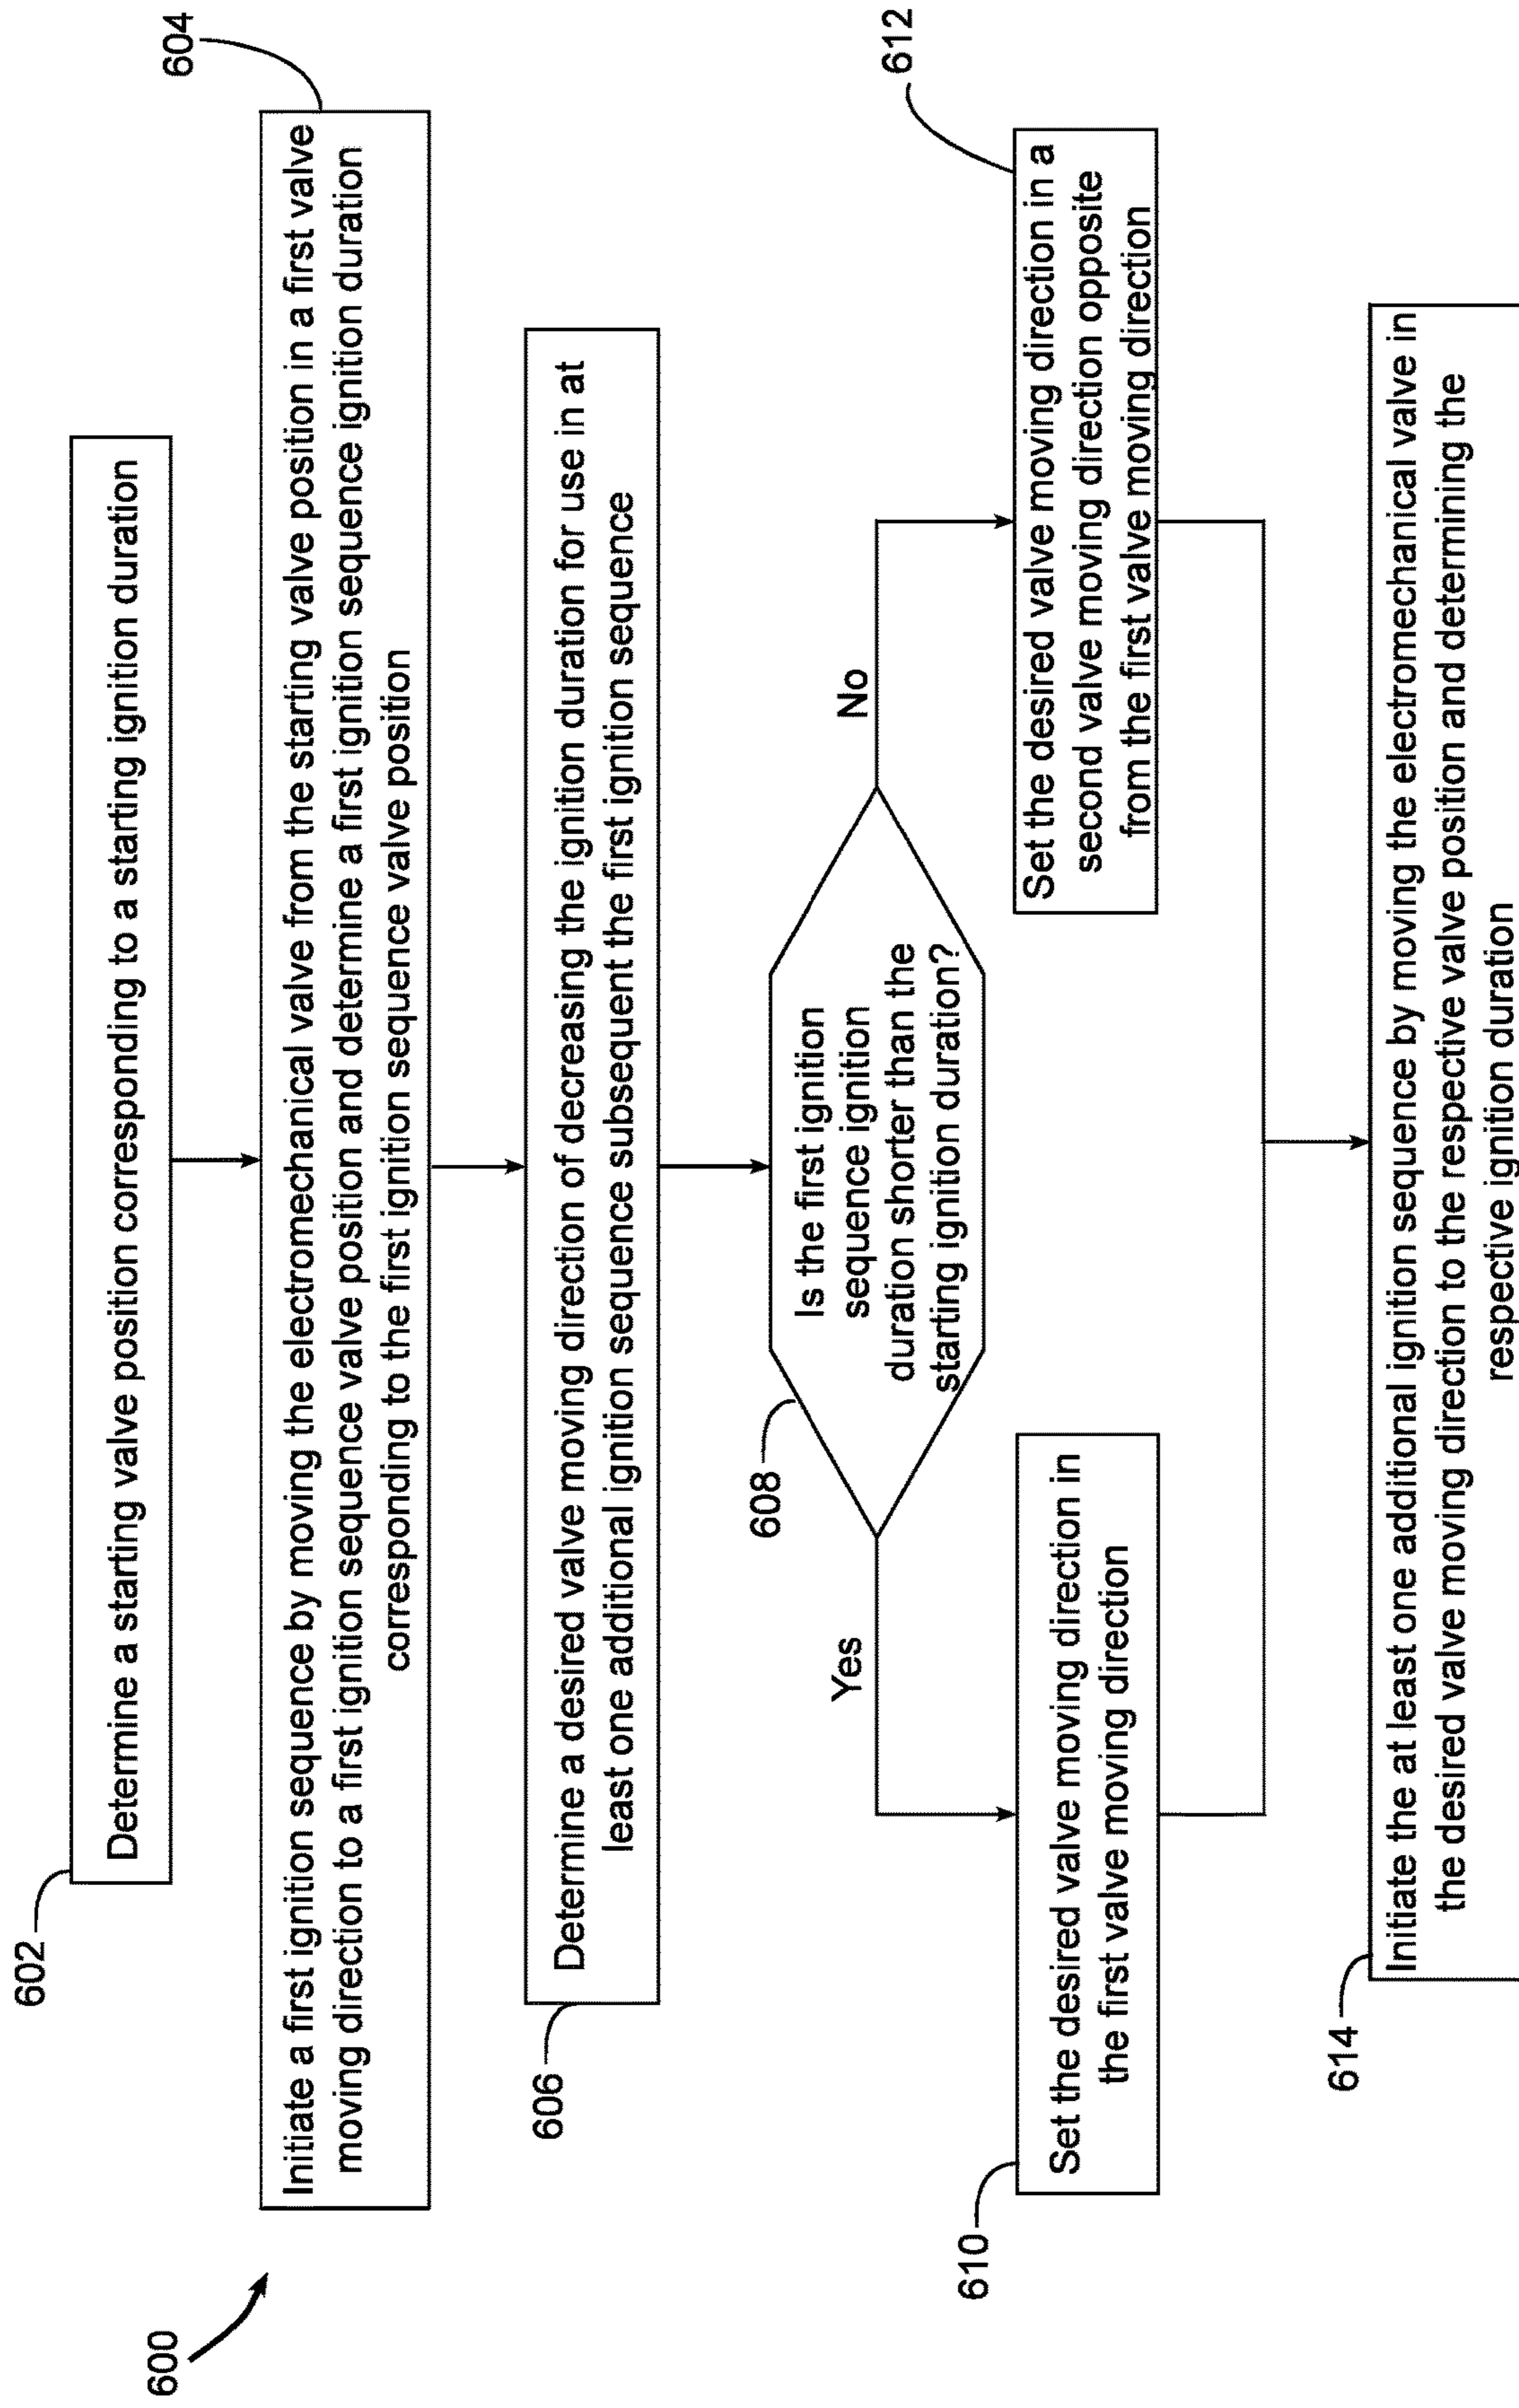 600
602
Determine a starting valve position corresponding to a starting ignition duration
604
Initiate a first ignition sequence by moving the electromechanical valve from the starting valve position in a first valve
moving direction to a first ignition sequence valve position and determine a first ignition sequence ignition duration
corresponding to the first ignition sequence valve position
606
Determine a desired valve moving direction of decreasing the ignition duration for use in at
least one additional ignition sequence subsequent the first ignition sequence
608
Is the first ignition
sequence ignition
duration shorter than the
starting ignition duration?
Yes
No
610
Set the desired valve moving direction in
the first valve moving direction
612
Set the desired valve moving direction in a
second valve moving direction opposite
from the first valve moving direction
614
Initiate the at least one additional ignition sequence by moving the electromechanical valve in
the desired valve moving direction to the respective valve position and determining the
respective ignition duration